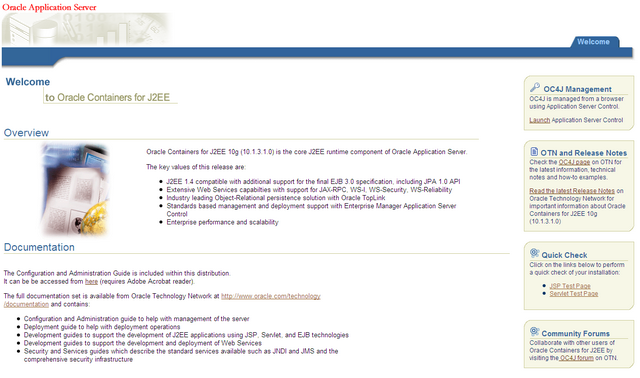 Oracle Application Server
Welcome
Welcome
to Oracle Containers for J2EE
Overview
Oracle Containers for J2EE 10g (10.1.3.1.0) is the core J2EE runtime component of Oracle Application Server.
The key values of this release are:
J2EE 1.4 compatible with additional support for the final EJB 3.0 specification, including JPA 1.0 API
Extensive Web Services capabilities with support for JAX-RPC, WS-I, WS-Security, WS-Reliability
Industry leading Object-Relational persistence solution with Oracle TopLink
Standards based management and deployment support with Enterprise Manager Application Server
Control
Enterprise performance and scalability
Documentation
The Configuration and Administration Guide is included within this distribution.
It can be be accessed from here (requires Adobe Acrobat reader).
The full documentation set is available from Oracle Technology Network at http://www.oracle.com/technology
/documentation and contains:
Configuration and Administration guide to help with management of the server
Deployment guide to help with deployment operations
Development guides to support the development of J2EE applications using JSP, Servlet, and EJB technologies
Development guides to support the development and deployment of Web Services
Security and Services guides which describe the standard services available such as JNDI and JMS and the
comprehensive security infrastructure
OC4J Management
OC4J is managed from a browser
using Application Server Control.
Launch Application Server Control
OTN and Release Notes
Check the OC4J page on OTN for
the latest information, technical
notes and how-to examples.
Read the latest Release Notes on
Oracle Technology Network for
important information about Oracle
Containers for J2EE 10g
(10.1.3.1.0)
Quick Check
Click on the links below to perform
a quick check of your installation:
JSP Test Page
Servlet Test Page
Community Forums
Collaborate with other users of
Oracle Containers for J2EE by
visiting the OC4J forum on OTN.